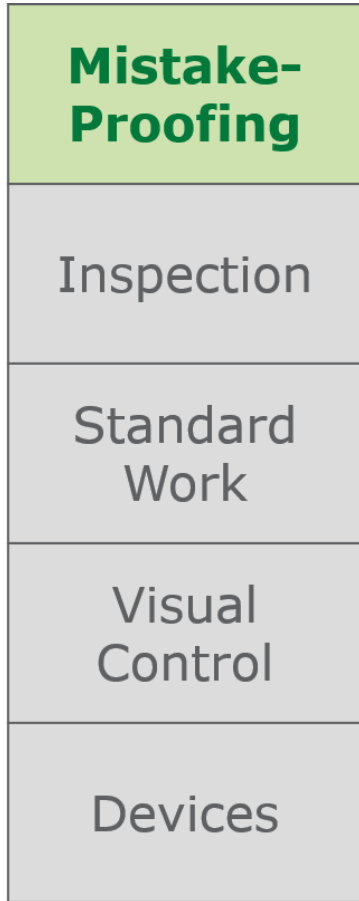 Mistake-
Proofing
Inspection
Standard
Work
Visual
Control
Devices